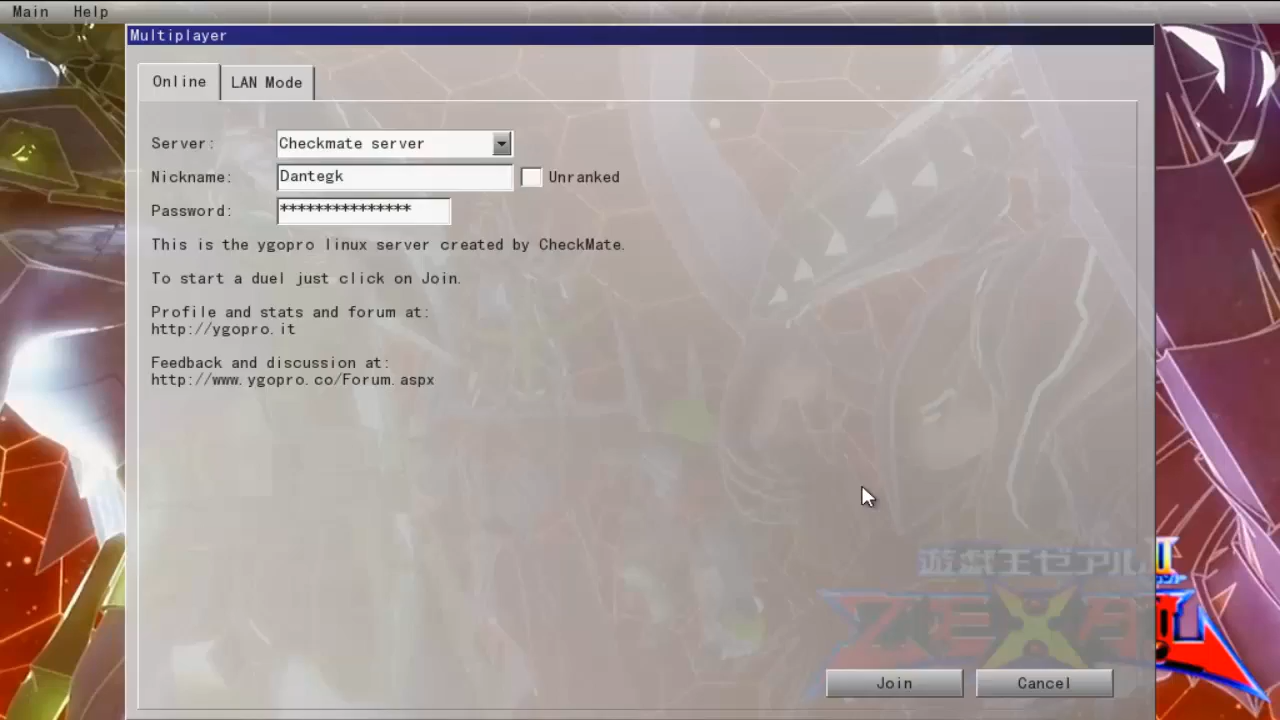 Main Help
Multiplayer
Online LAN Mode
Server: Checkmate server
Nickname: Dantegk Unranked
Password: ***************
This is the ygopro linux server created by CheckMate.
To start a duel just click on Join.
Profile and stats and forum at:
http://ygopro.it
Feedback and discussion at:
http://www.ygopro.co/Forum.aspx
遊戯王ゼアル
ZEXAL
Join Cancel